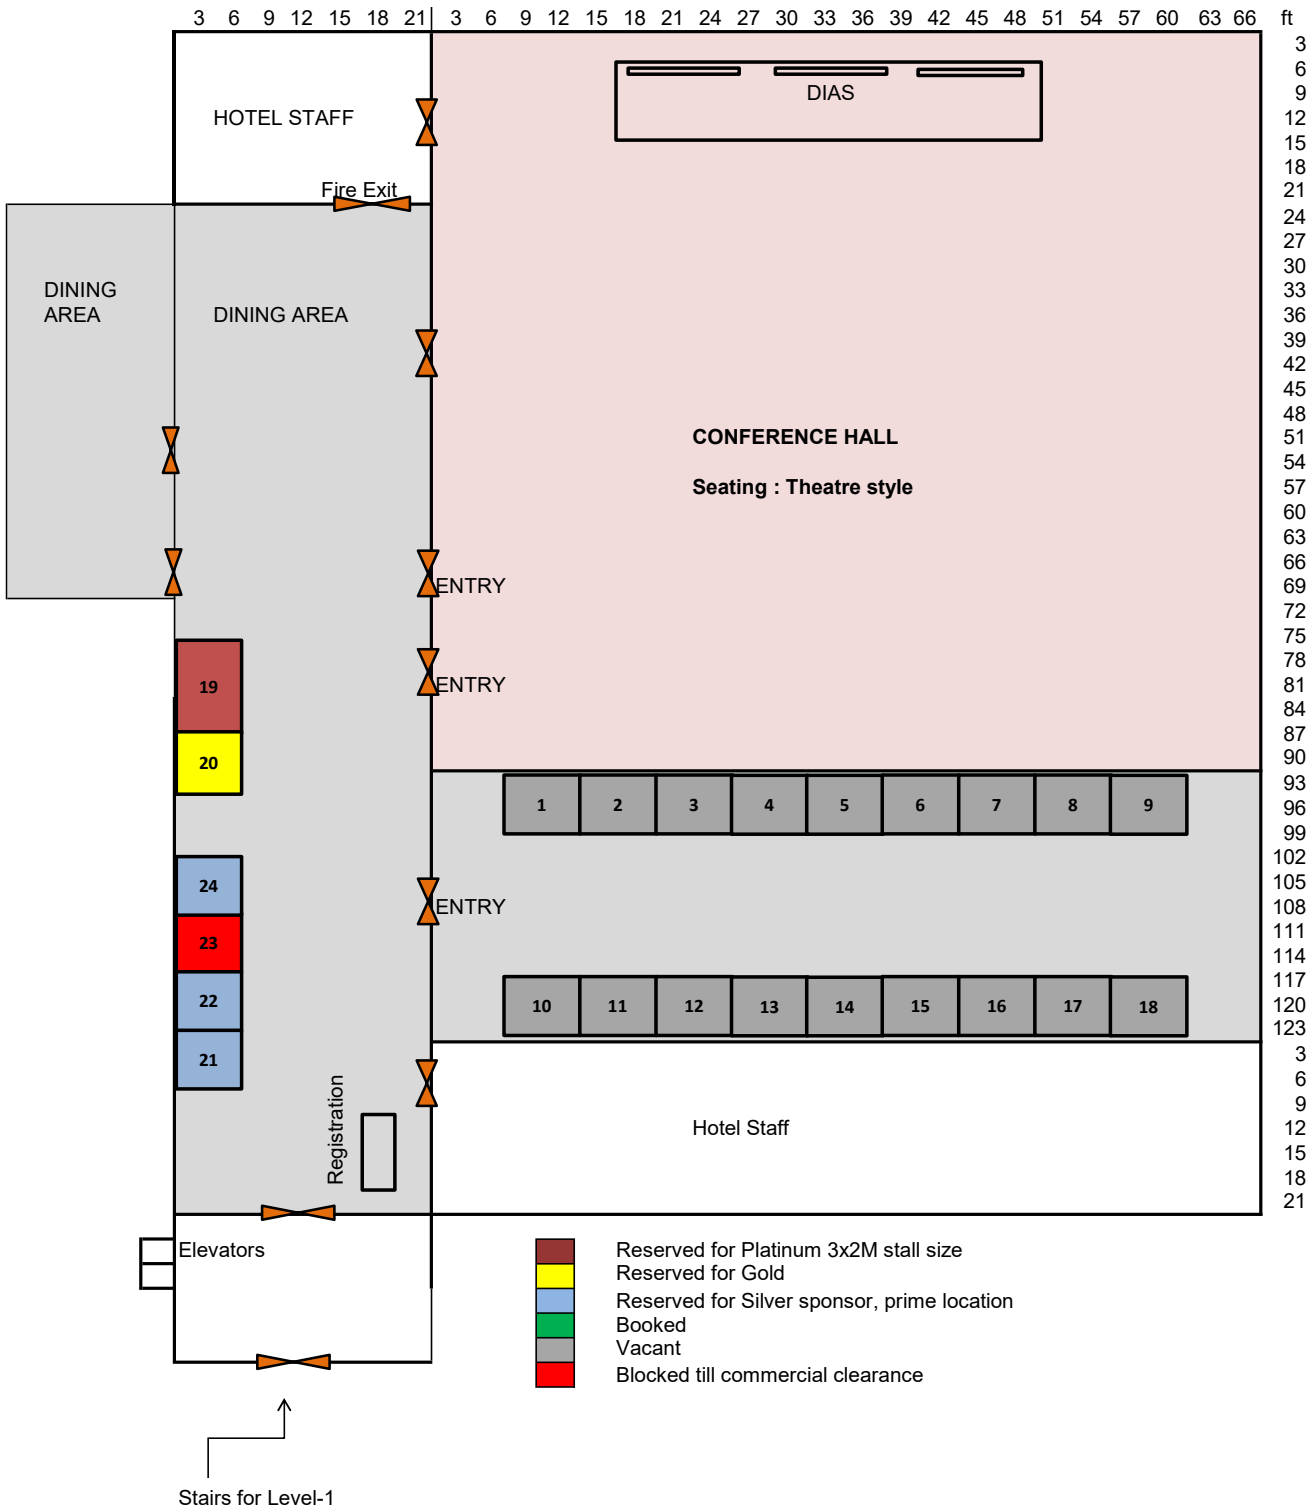 3 6 9 12 15 18 21 3 6 9 12 15 18 21 24 27 30 33 36 39 42 45 48 51 54 57 60 63 66 ft
3
6
DIAS 9
HOTEL STAFF 12
15
18
Fire Exit 21
24
27
30
DINING 33
AREA DINING AREA 36
39
42
45
48
CONFERENCE HALL 51
54
Seating : Theatre style 57
60
63
66
ENTRY 69
72
75
78
19 ENTRY 81
84
87
20 90
93
1 2 3 4 5 6 7 8 9 96
99
102
24 105
ENTRY 108
23 111
114
117
22 10 11 12 13 14 15 16 17 18 120
123
21 3
6
9
Registration
Hotel Staff 12
15
18
21
Elevators
Reserved for Platinum 3x2M stall size
Reserved for Gold
Reserved for Silver sponsor, prime location
Booked
Vacant
Blocked till commercial clearance
Stairs for Level-1